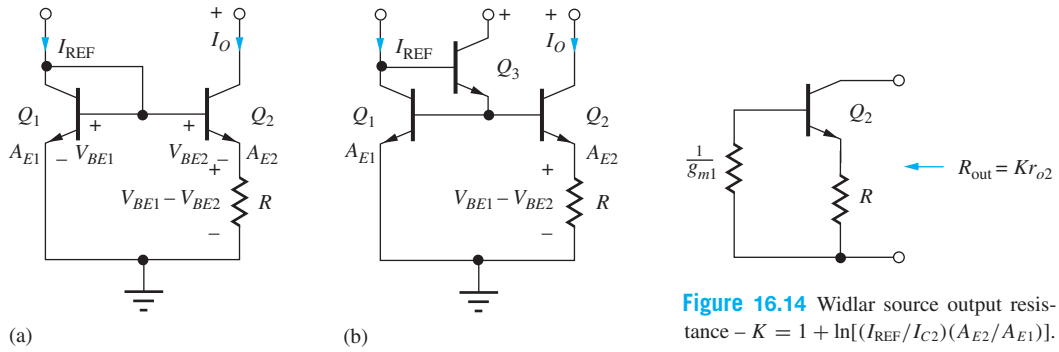 +
I_REF
I_O
Q_1
Q_2
+
+
A_E1
– V_BE1
V_BE2 –
A_E2
+
V_BE1 – V_BE2
R
–
(a)
+
+
I_REF
I_O
Q_3
Q_1
Q_2
A_E1
A_E2
+
V_BE1 – V_BE2
R
–
(b)
Q_2
1/g_m1
R
R_out = Kr_o2
Figure 16.14 Widlar source output resis-
tance – K = 1 + ln[(I_REF/I_C2)(A_E2/A_E1)].